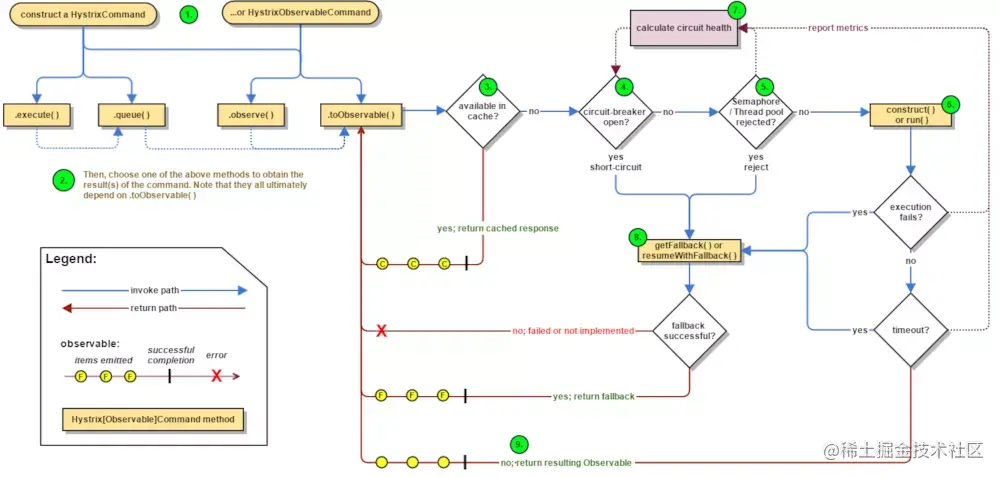 construct a HystrixCommand
1.
...or HystrixObservableCommand
7.
calculate circuit health
report metrics
.execute( )
.queue( )
.observe( )
.toObservable( )
3.
available in
cache?
no
4.
circuit-breaker
open?
no
5.
Semaphore
/ Thread pool
rejected?
no
6.
construct( )
or run( )
2.
Then, choose one of the above methods to obtain the
result(s) of the command. Note that they all ultimately
depend on .toObservable( )
yes
short-circuit
yes
reject
yes; return cached response
C C C
8.
getFallback( ) or
resumeWithFallback( )
yes
execution
fails?
no
Legend:
invoke path
return path
observable:
items emitted
successful
completion
error
F F F
Hystrix[Observable]Command method
X
no; failed or not implemented
fallback
successful?
yes
timeout?
F F F
yes; return fallback
9.
no; return resulting Observable
@稀土掘金技术社区